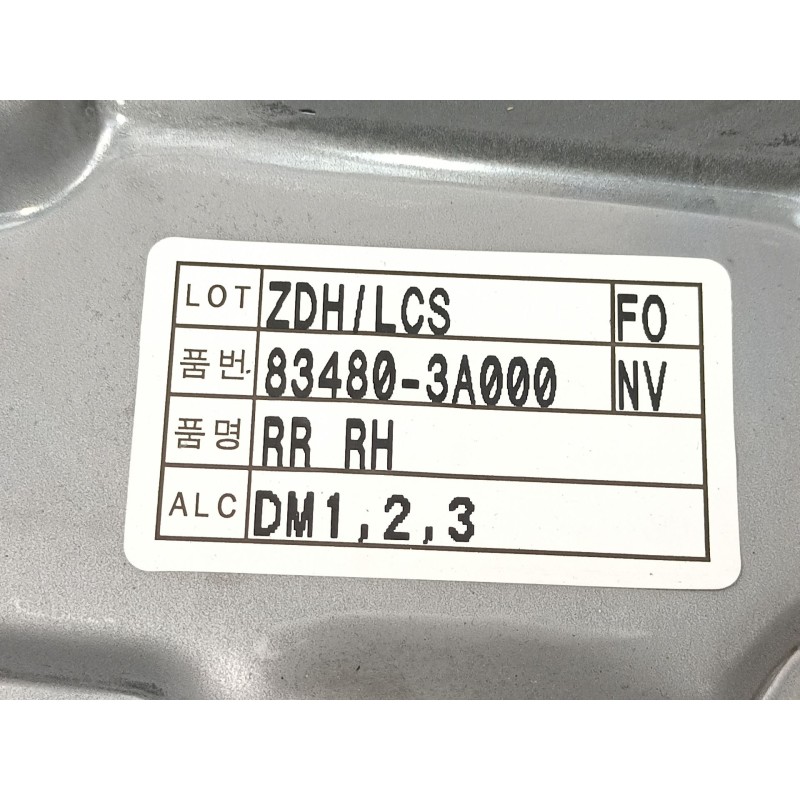 LOT ZDH/LCS FO
품번 83480-3A000 NV
품명 RR RH
ALC DM1,2,3